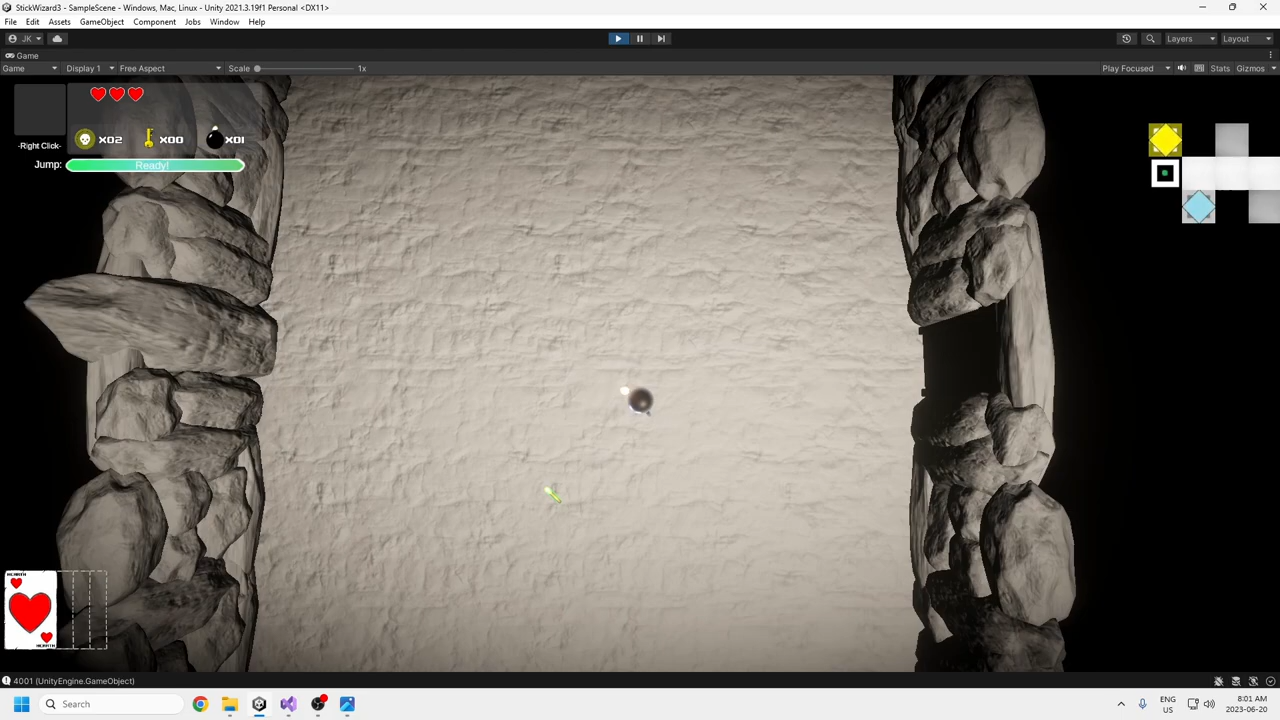 StickWizard3 - SampleScene - Windows, Mac, Linux - Unity 2021.3.19f1 Personal <DX11>
File Edit Assets GameObject Component Jobs Window Help
JK Layers Layout
Game
Game Display 1 Free Aspect Scale 1x Play Focused Stats Gizmos
X02 X00 X01
-Right Click-
Jump: Ready!
4001 (UnityEngine.GameObject)
Search
ENG
US
8:01 AM
2023-06-20